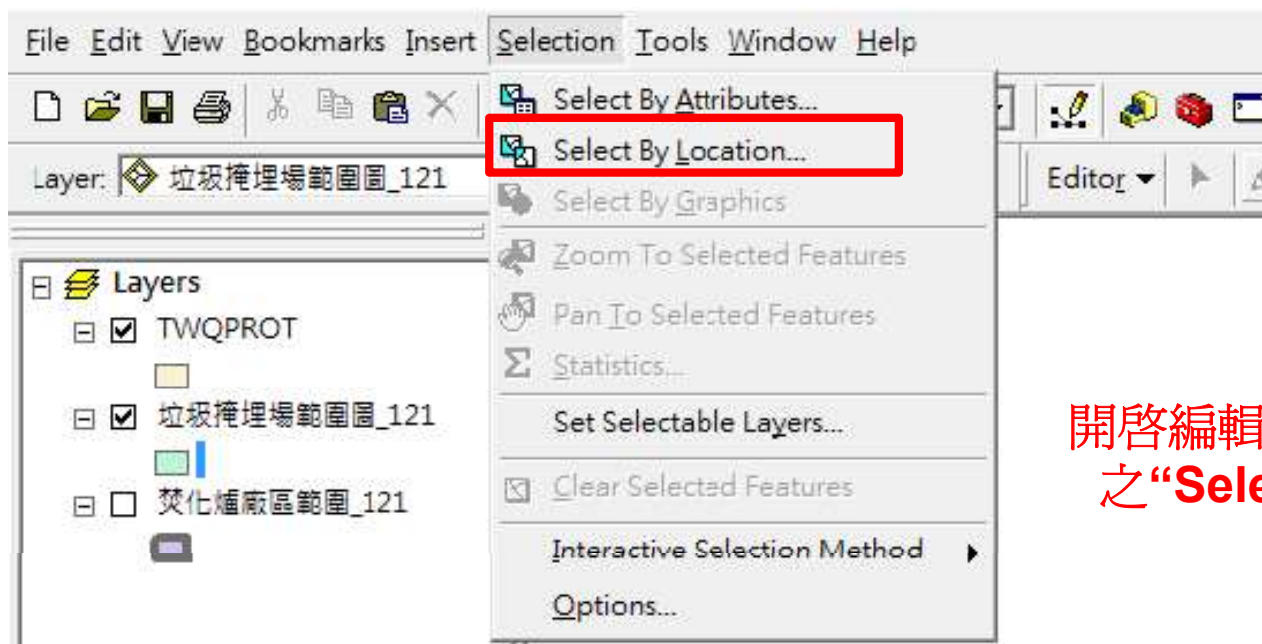 File Edit View Bookmarks Insert Selection Tools Window Help
Select By Attributes...
Select By Location...
Layer: 垃圾掩埋場範圍圖_121
Editor
Select By Graphics
Zoom To Selected Features
Layers
Pan To Selected Features
TWQPROT
Statistics...
垃圾掩埋場範圍圖_121
Set Selectable Layers...
開啓編輯
之“Sele
Clear Selected Features
焚化爐廠區範圍_121
Interactive Selection Method
Options...